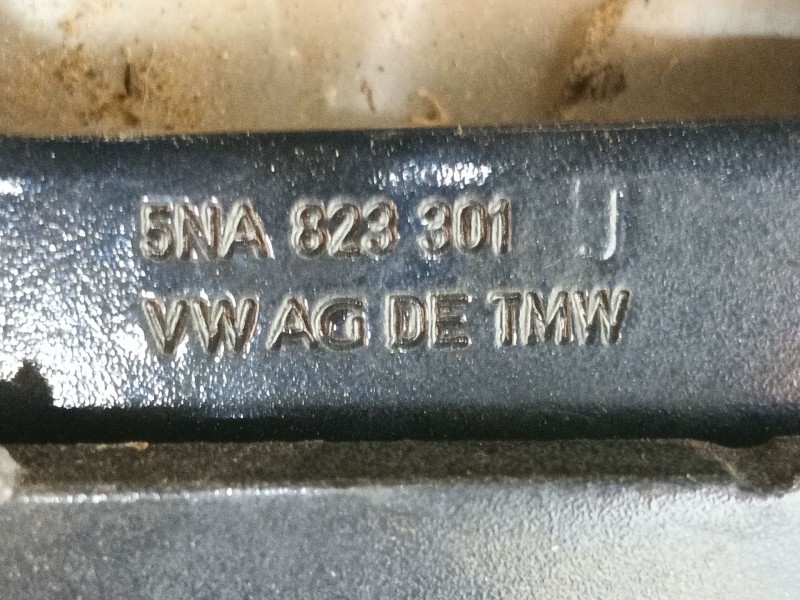 5NA 823 301 J
VW AG DE TMW